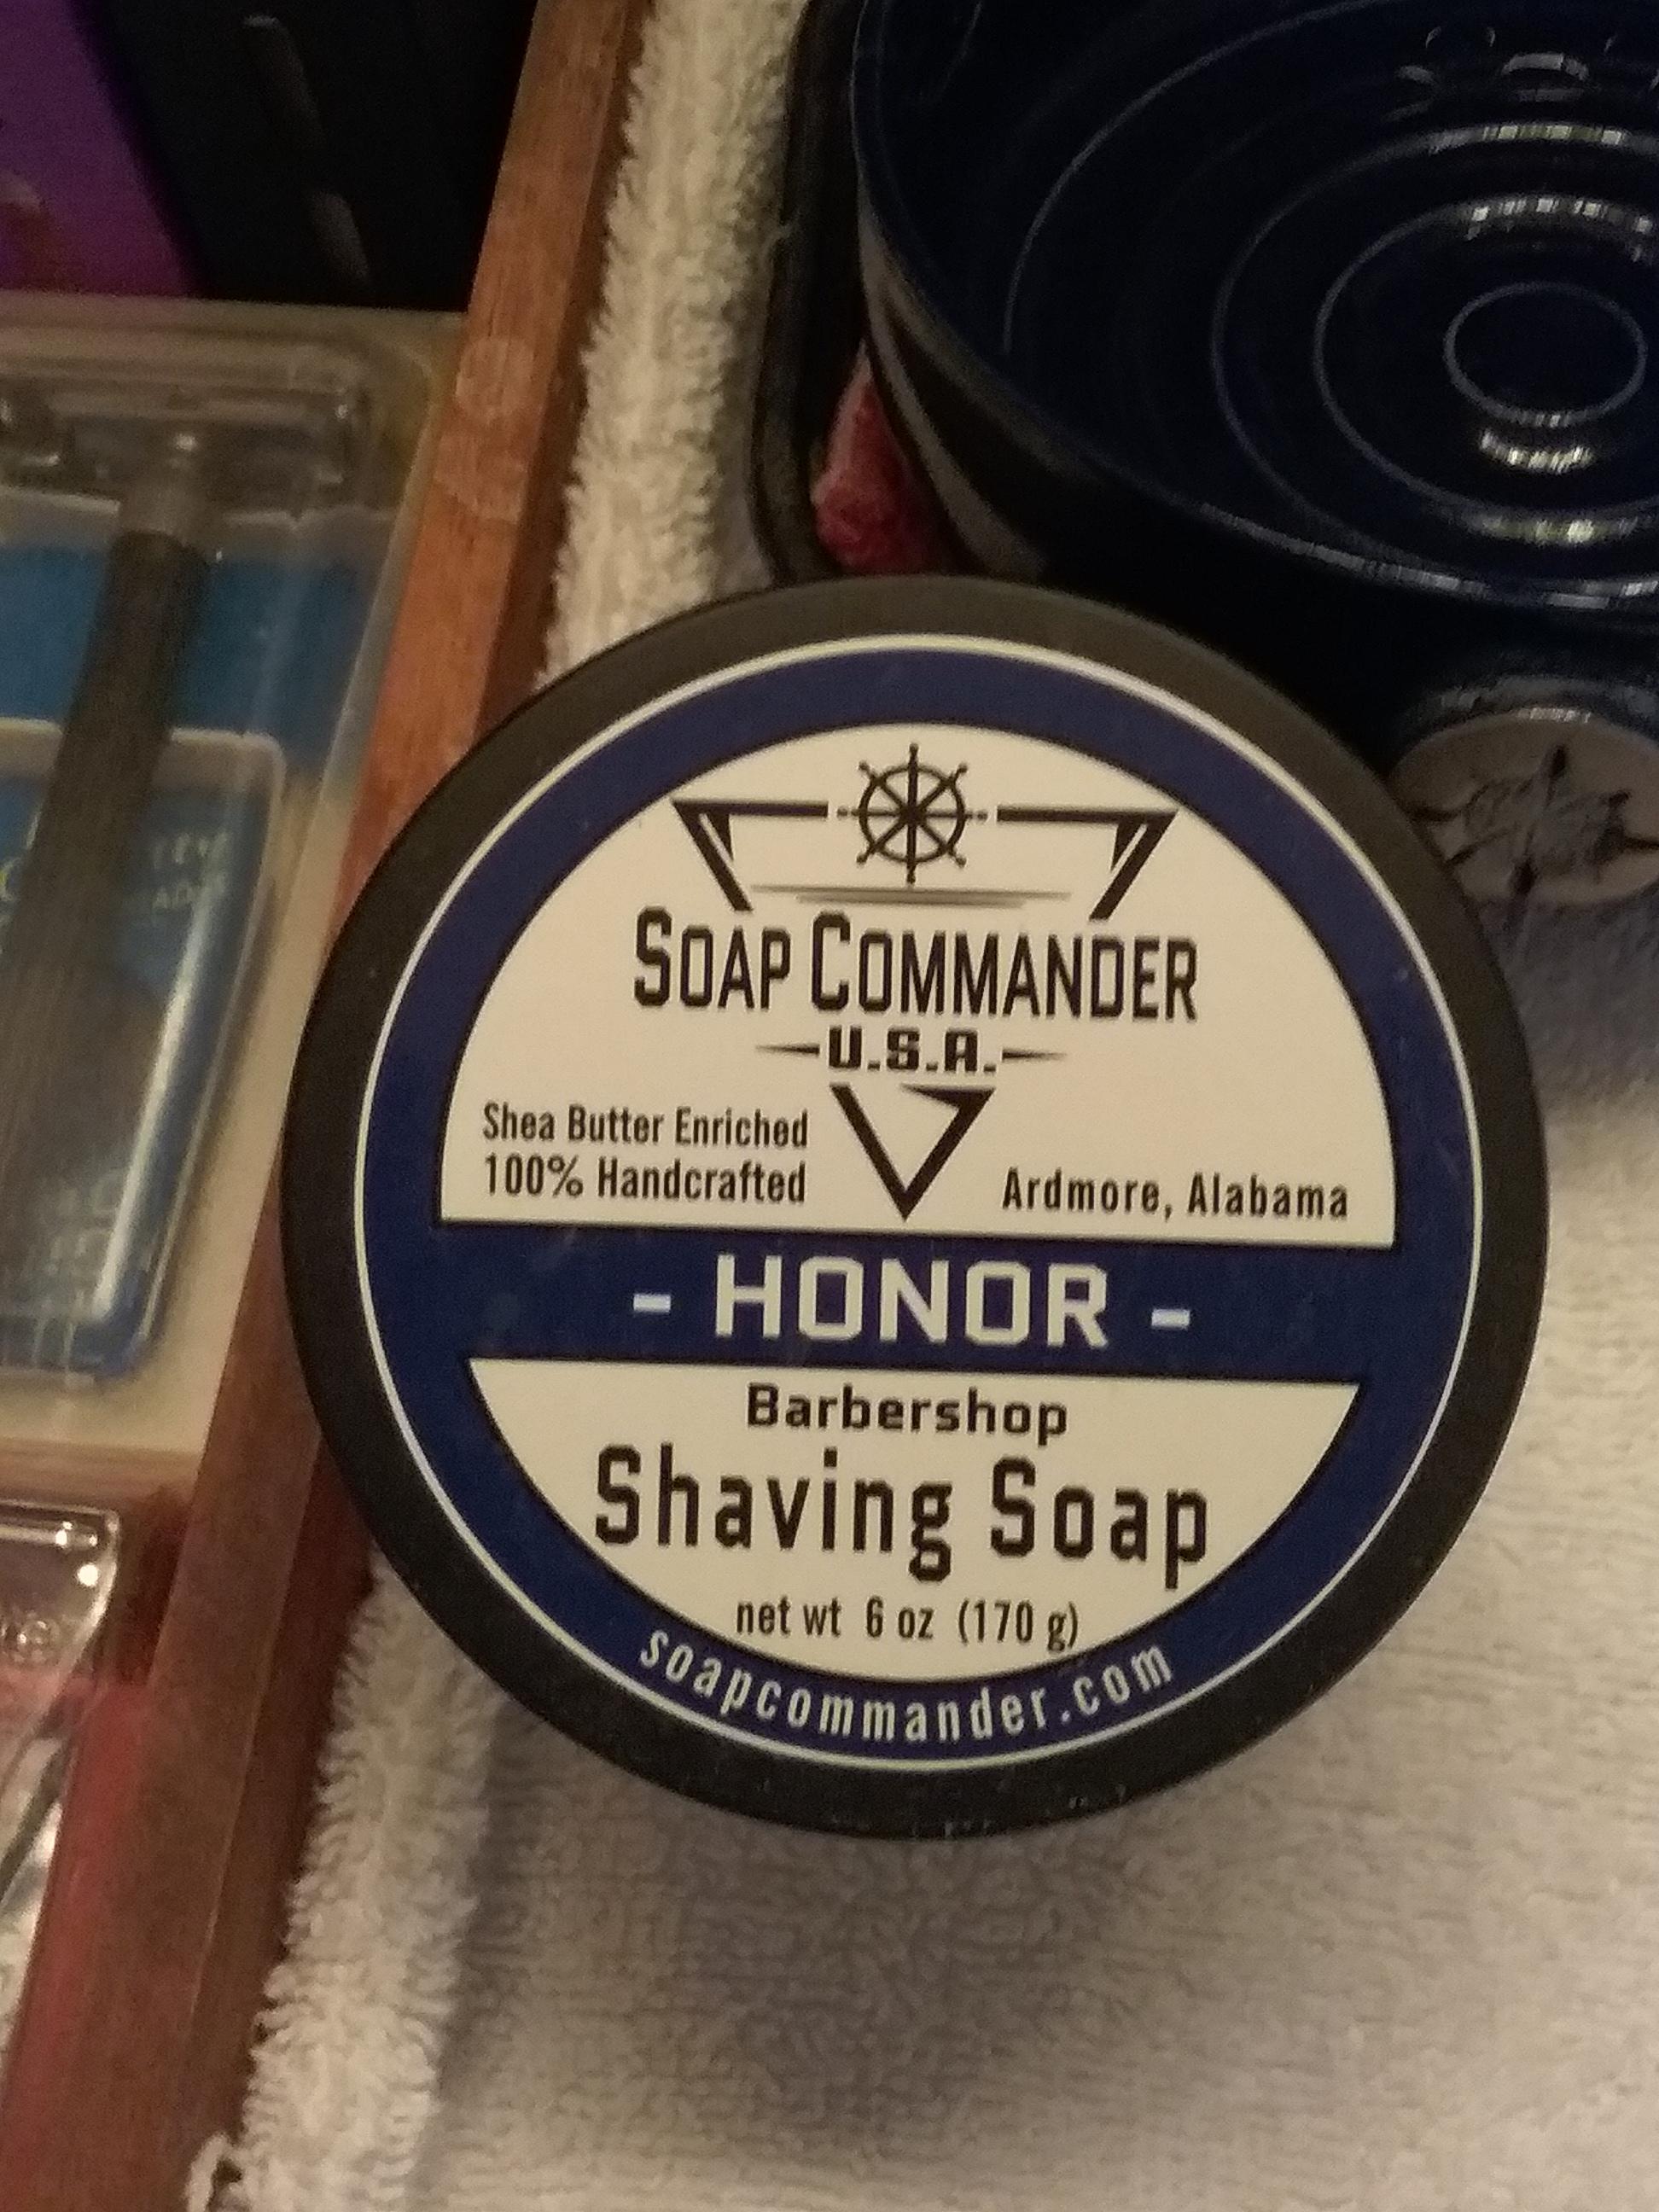 SOAP COMMANDER
U.S.A.
Shea Butter Enriched
100% Handcrafted
Ardmore, Alabama
- HONOR -
Barbershop
Shaving Soap
net wt 6 oz (170 g)
soapcommander.com